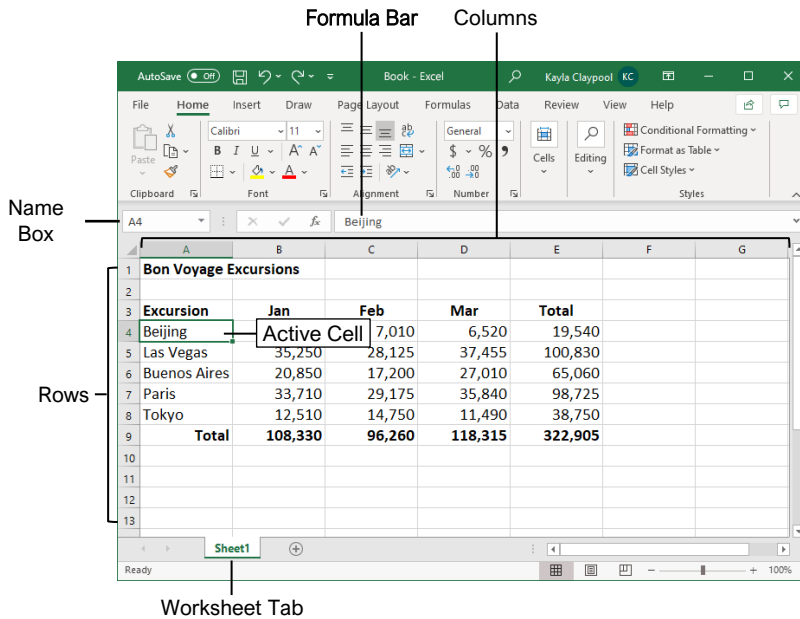 Formula Bar Columns
AutoSave Off Book - Excel Kayla Claypool KC
File Home Insert Draw Page Layout Formulas Data Review View Help
Calibri 11 General Conditional Formatting
Paste B I U A A $ % Cells Editing Format as Table
A Cell Styles
Clipboard Font Alignment Number Styles
Name Box
A4 fx Beijing
A B C D E F G
1 Bon Voyage Excursions
2
3 Excursion Jan Feb Mar Total
4 Beijing Active Cell 7,010 6,520 19,540
5 Las Vegas 35,250 28,125 37,455 100,830
6 Buenos Aires 20,850 17,200 27,010 65,060
Rows
7 Paris 33,710 29,175 35,840 98,725
8 Tokyo 12,510 14,750 11,490 38,750
9 Total 108,330 96,260 118,315 322,905
10
11
12
13
Sheet1
Ready 100%
Worksheet Tab